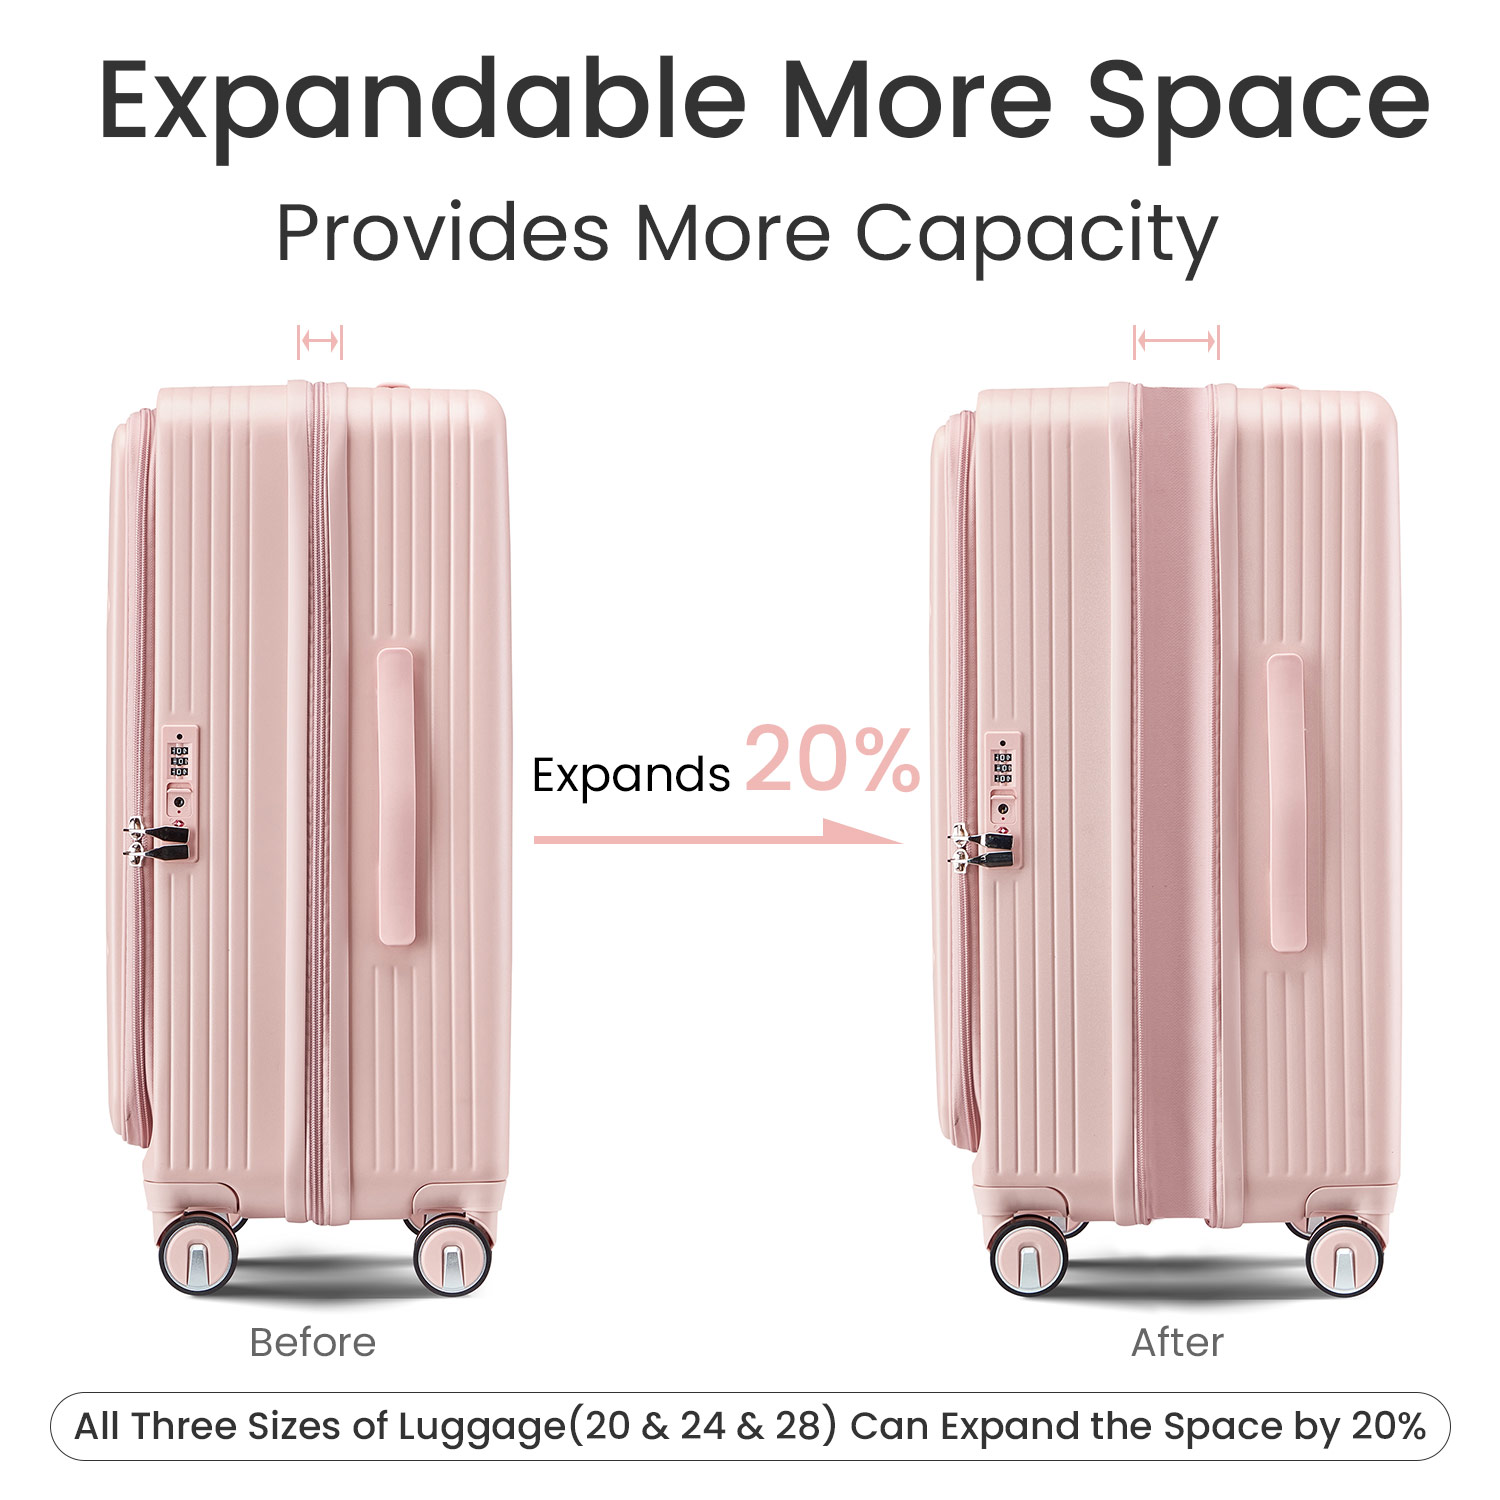 Expandable More Space
Provides More Capacity
Expands 20%
Before
After
All Three Sizes of Luggage(20 & 24 & 28) Can Expand the Space by 20%